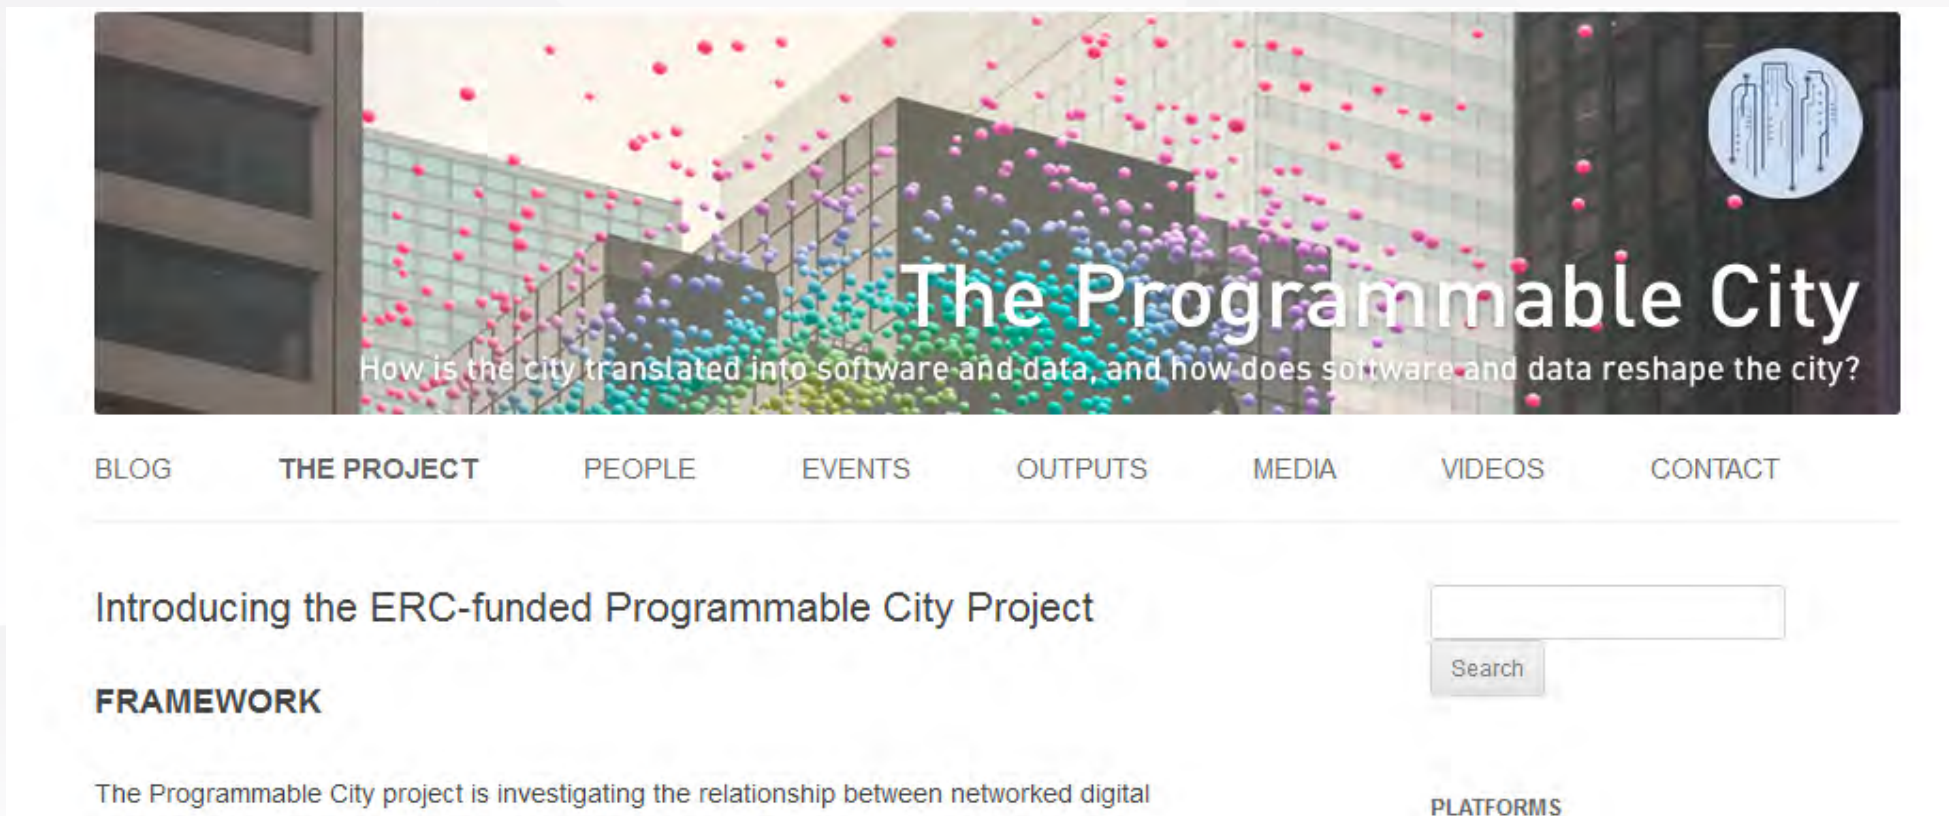 The Programmable City
How is the city translated into software and data, and how does software and data reshape the city?
BLOG THE PROJECT PEOPLE EVENTS OUTPUTS MEDIA VIDEOS CONTACT
Introducing the ERC-funded Programmable City Project
Search
FRAMEWORK
The Programmable City project is investigating the relationship between networked digital
PLATFORMS